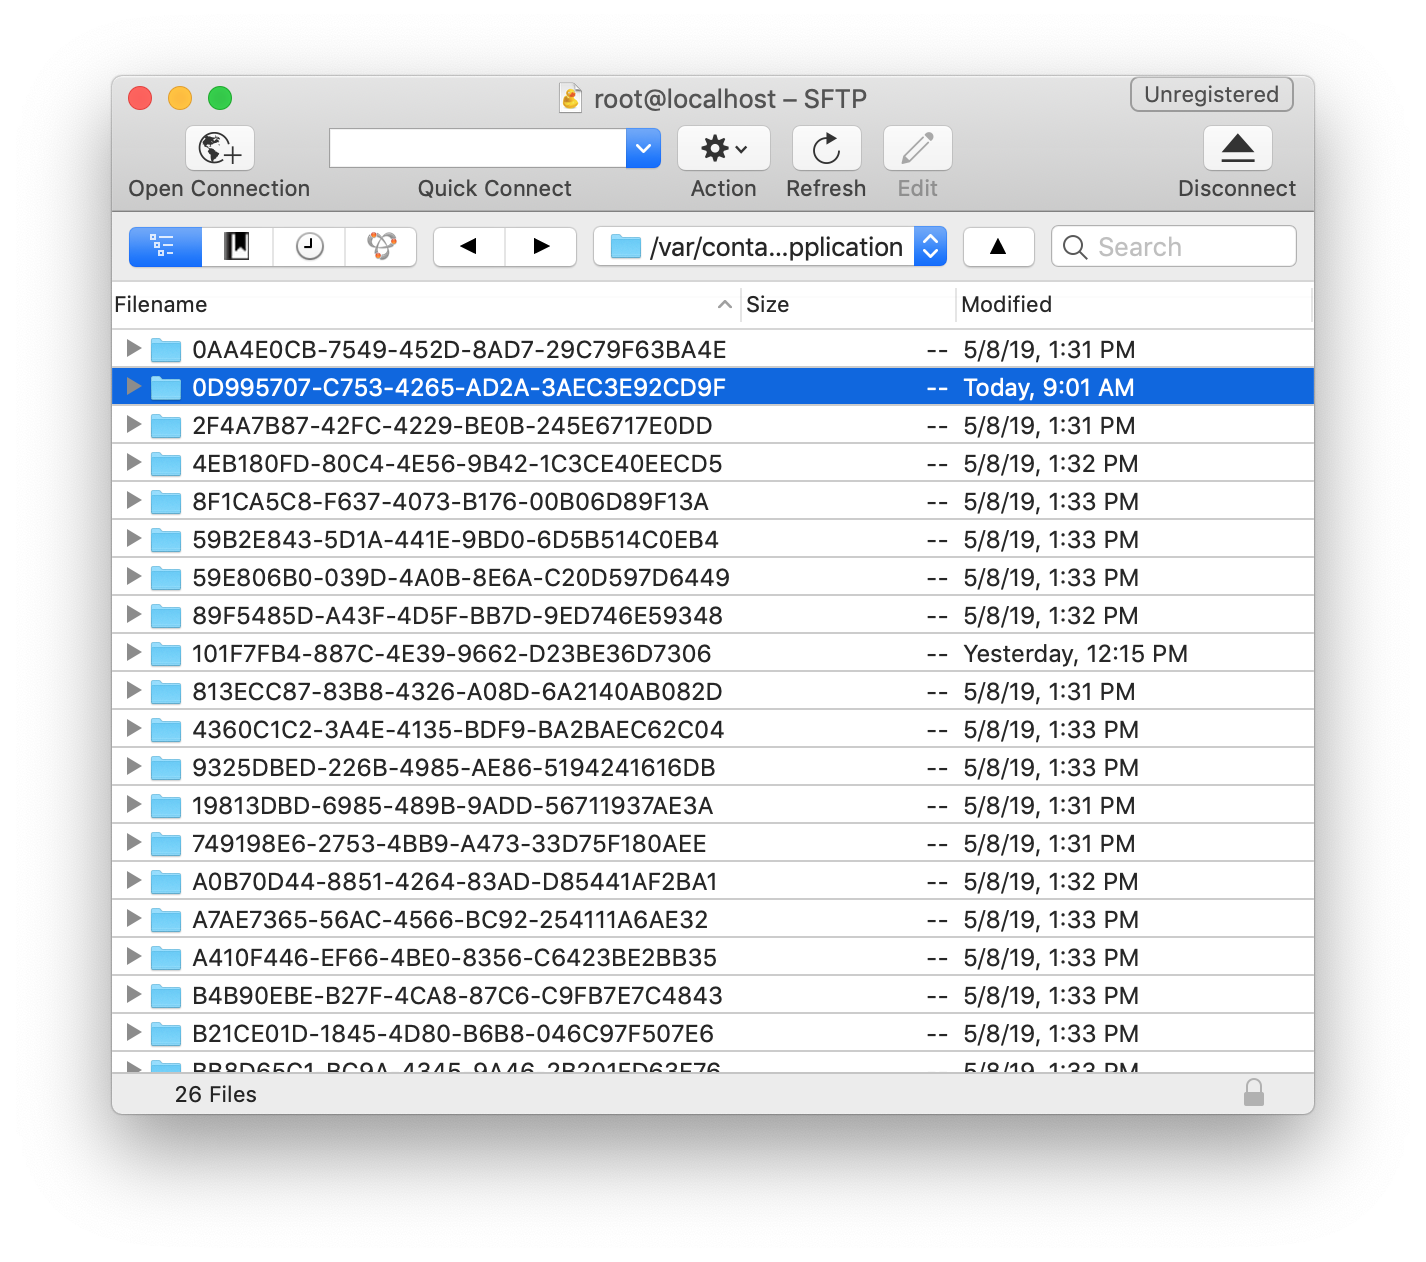 root@localhost – SFTP
Unregistered
Open Connection
Quick Connect
Action
Refresh
Edit
Disconnect
/var/conta...pplication
Search
Filename Size Modified
0AA4E0CB-7549-452D-8AD7-29C79F63BA4E -- 5/8/19, 1:31 PM
0D995707-C753-4265-AD2A-3AEC3E92CD9F -- Today, 9:01 AM
2F4A7B87-42FC-4229-BE0B-245E6717E0DD -- 5/8/19, 1:31 PM
4EB180FD-80C4-4E56-9B42-1C3CE40EECD5 -- 5/8/19, 1:32 PM
8F1CA5C8-F637-4073-B176-00B06D89F13A -- 5/8/19, 1:33 PM
59B2E843-5D1A-441E-9BD0-6D5B514C0EB4 -- 5/8/19, 1:33 PM
59E806B0-039D-4A0B-8E6A-C20D597D6449 -- 5/8/19, 1:33 PM
89F5485D-A43F-4D5F-BB7D-9ED746E59348 -- 5/8/19, 1:32 PM
101F7FB4-887C-4E39-9662-D23BE36D7306 -- Yesterday, 12:15 PM
813ECC87-83B8-4326-A08D-6A2140AB082D -- 5/8/19, 1:31 PM
4360C1C2-3A4E-4135-BDF9-BA2BAEC62C04 -- 5/8/19, 1:33 PM
9325DBED-226B-4985-AE86-5194241616DB -- 5/8/19, 1:33 PM
19813DBD-6985-489B-9ADD-56711937AE3A -- 5/8/19, 1:31 PM
749198E6-2753-4BB9-A473-33D75F180AEE -- 5/8/19, 1:31 PM
A0B70D44-8851-4264-83AD-D85441AF2BA1 -- 5/8/19, 1:32 PM
A7AE7365-56AC-4566-BC92-254111A6AE32 -- 5/8/19, 1:33 PM
A410F446-EF66-4BE0-8356-C6423BE2BB35 -- 5/8/19, 1:33 PM
B4B90EBE-B27F-4CA8-87C6-C9FB7E7C4843 -- 5/8/19, 1:33 PM
B21CE01D-1845-4D80-B6B8-046C97F507E6 -- 5/8/19, 1:33 PM
26 Files